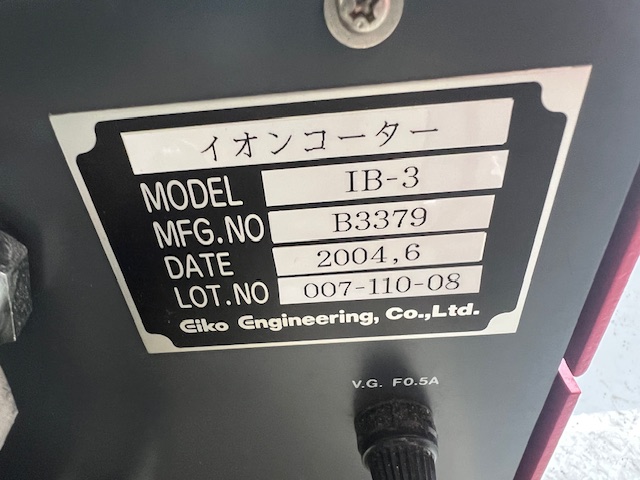 イオンコーター
MODEL IB-3
MFG.NO B3379
DATE 2004,6
LOT.NO 007-110-08
Eiko Engineering, Co.,Ltd.
V.G. F0.5A